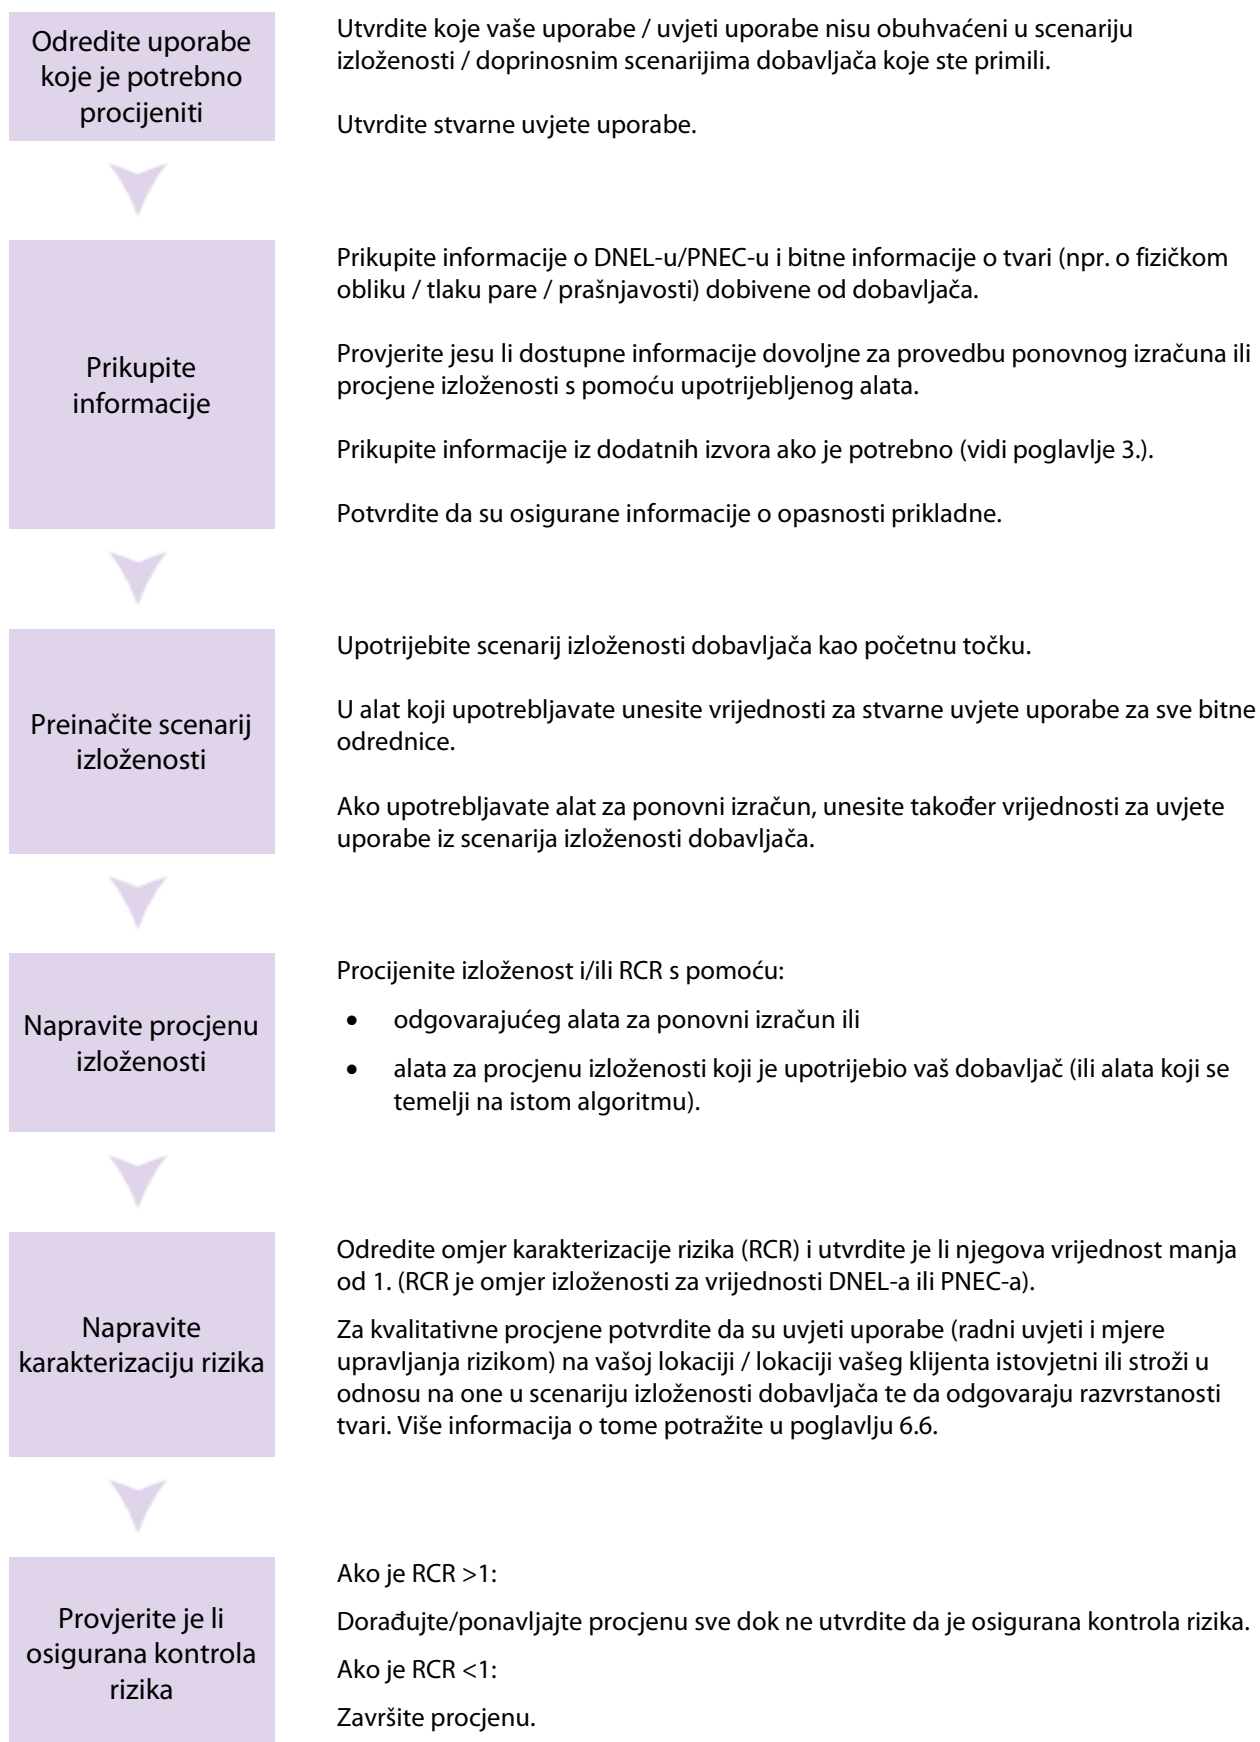 Odredite uporabe
koje je potrebno
procijeniti
Utvrdite koje vaše uporabe / uvjeti uporabe nisu obuhvaćeni u scenariju
izloženosti / doprinosnim scenarijima dobavljača koje ste primili.
Utvrdite stvarne uvjete uporabe.
Prikupite
informacije
Prikupite informacije o DNEL-u/PNEC-u i bitne informacije o tvari (npr. o fizičkom
obliku / tlaku pare / prašnjavosti) dobivene od dobavljača.
Provjerite jesu li dostupne informacije dovoljne za provedbu ponovnog izračuna ili
procjene izloženosti s pomoću upotrijebljenog alata.
Prikupite informacije iz dodatnih izvora ako je potrebno (vidi poglavlje 3.).
Potvrdite da su osigurane informacije o opasnosti prikladne.
Preinačite scenarij
izloženosti
Upotrijebite scenarij izloženosti dobavljača kao početnu točku.
U alat koji upotrebljavate unesite vrijednosti za stvarne uvjete uporabe za sve bitne
odrednice.
Ako upotrebljavate alat za ponovni izračun, unesite također vrijednosti za uvjete
uporabe iz scenarija izloženosti dobavljača.
Napravite procjenu
izloženosti
Procijenite izloženost i/ili RCR s pomoću:
• odgovarajućeg alata za ponovni izračun ili
• alata za procjenu izloženosti koji je upotrijebio vaš dobavljač (ili alata koji se
temelji na istom algoritmu).
Napravite
karakterizaciju rizika
Odredite omjer karakterizacije rizika (RCR) i utvrdite je li njegova vrijednost manja
od 1. (RCR je omjer izloženosti za vrijednosti DNEL-a ili PNEC-a).
Za kvalitativne procjene potvrdite da su uvjeti uporabe (radni uvjeti i mjere
upravljanja rizikom) na vašoj lokaciji / lokaciji vašeg klijenta istovjetni ili stroži u
odnosu na one u scenariju izloženosti dobavljača te da odgovaraju razvrstanosti
tvari. Više informacija o tome potražite u poglavlju 6.6.
Provjerite je li
osigurana kontrola
rizika
Ako je RCR >1:
Dorađujte/ponavljajte procjenu sve dok ne utvrdite da je osigurana kontrola rizika.
Ako je RCR <1:
Završite procjenu.